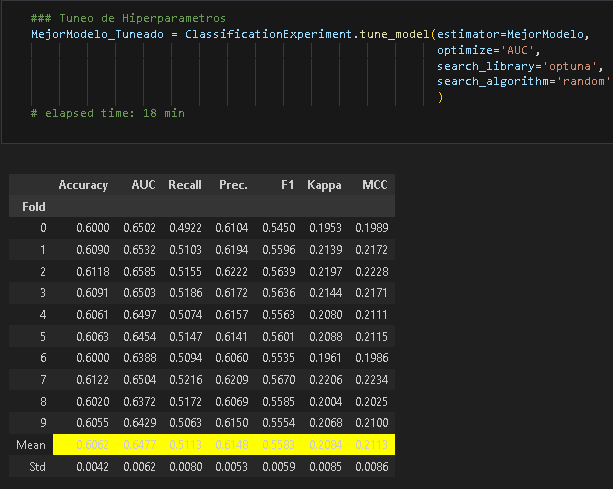 ### Tuneo de Hiperparametros
MejorModelo_Tuneado = ClassificationExperiment.tune_model(estimator=MejorModelo,
optimize='AUC',
search_library='optuna',
search_algorithm='random'
)
# elapsed time: 18 min
Accuracy AUC Recall Prec. F1 Kappa MCC
Fold
0 0.6000 0.6502 0.4922 0.6104 0.5450 0.1953 0.1989
1 0.6090 0.6532 0.5103 0.6194 0.5596 0.2139 0.2172
2 0.6118 0.6585 0.5155 0.6222 0.5639 0.2197 0.2228
3 0.6091 0.6503 0.5186 0.6172 0.5636 0.2144 0.2171
4 0.6061 0.6497 0.5074 0.6157 0.5563 0.2080 0.2111
5 0.6063 0.6454 0.5147 0.6141 0.5601 0.2088 0.2115
6 0.6000 0.6388 0.5094 0.6060 0.5535 0.1961 0.1986
7 0.6122 0.6504 0.5216 0.6209 0.5670 0.2206 0.2234
8 0.6020 0.6372 0.5172 0.6069 0.5585 0.2004 0.2025
9 0.6055 0.6429 0.5063 0.6150 0.5554 0.2068 0.2100
Mean 0.6062 0.6477 0.5113 0.6148 0.5583 0.2084 0.2113
Std 0.0042 0.0062 0.0080 0.0053 0.0059 0.0085 0.0086